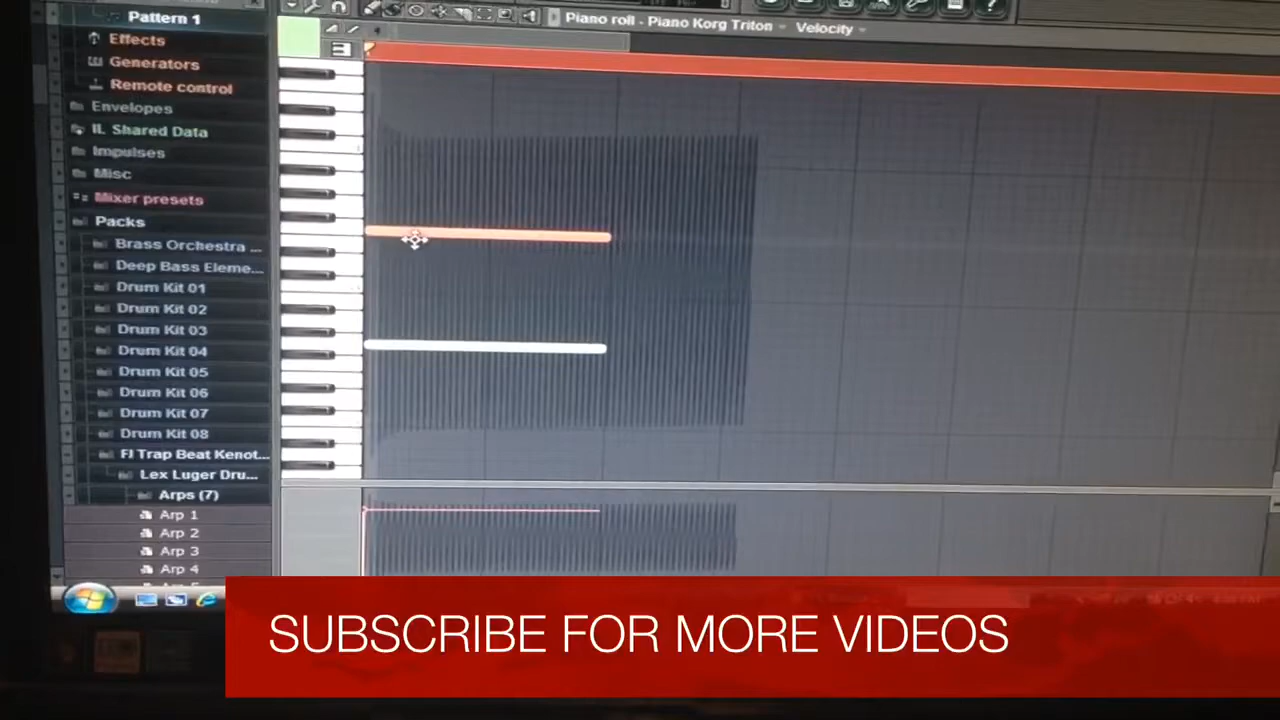 Pattern 1
Piano roll - Piano Korg Triton
Velocity
Effects
Generators
Remote control
Envelopes
IL Shared Data
Impulses
Misc
Mixer presets
Packs
Brass Orchestra ...
Deep Bass Eleme...
Drum Kit 01
Drum Kit 02
Drum Kit 03
Drum Kit 04
Drum Kit 05
Drum Kit 06
Drum Kit 07
Drum Kit 08
FJ Trap Beat Kenot...
Lex Luger Dru...
Arps (7)
Arp 1
Arp 2
Arp 3
Arp 4
SUBSCRIBE FOR MORE VIDEOS